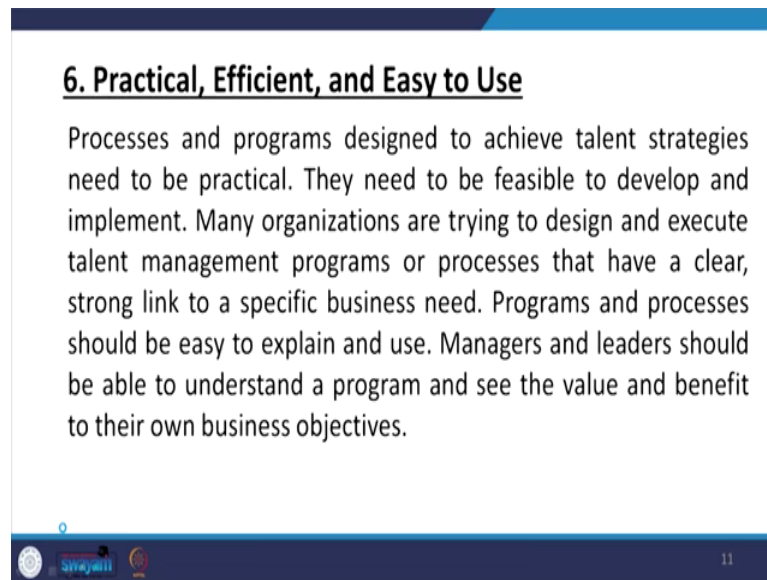 6. Practical, Efficient, and Easy to Use
Processes and programs designed to achieve talent strategies
need to be practical. They need to be feasible to develop and
implement. Many organizations are trying to design and execute
talent management programs or processes that have a clear,
strong link to a specific business need. Programs and processes
should be easy to explain and use. Managers and leaders should
be able to understand a program and see the value and benefit
to their own business objectives.
swayam
11